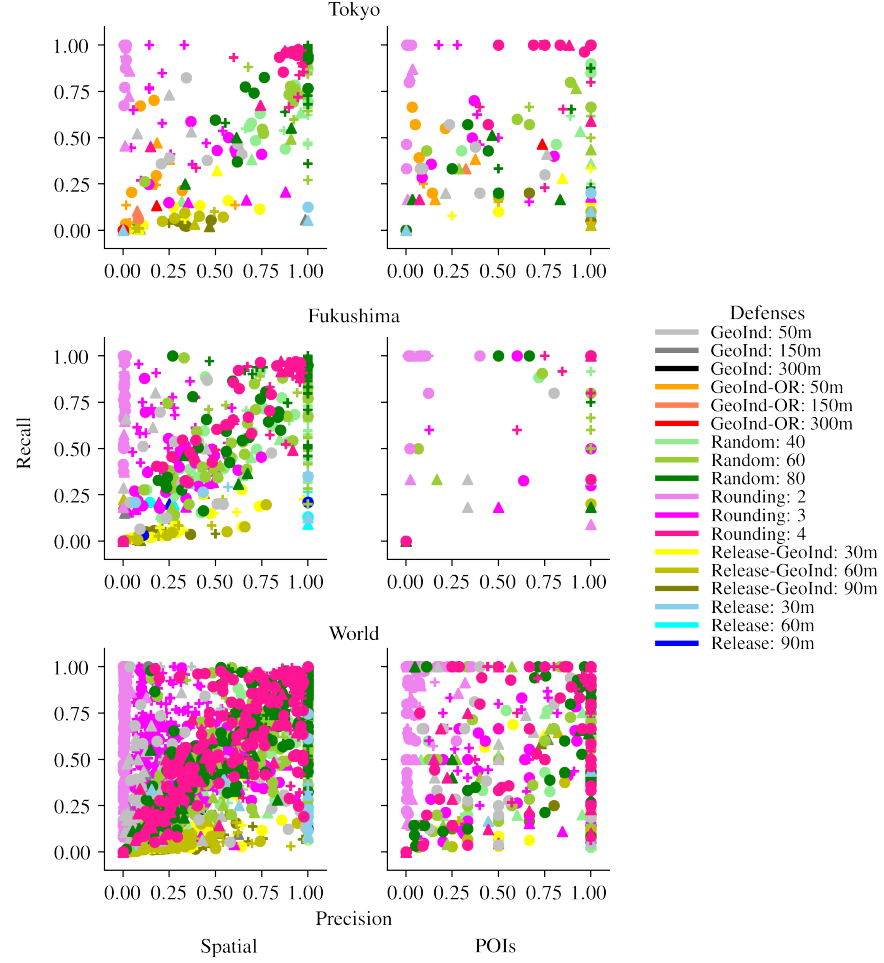 Tokyo
1.00
0.75
0.50
0.25
0.00
0.00 0.25 0.50 0.75 1.00
0.00 0.25 0.50 0.75 1.00
Fukushima
1.00
0.75
0.50
0.25
0.00
0.00 0.25 0.50 0.75 1.00
0.00 0.25 0.50 0.75 1.00
Recall
World
1.00
0.75
0.50
0.25
0.00
0.00 0.25 0.50 0.75 1.00
0.00 0.25 0.50 0.75 1.00
Precision
Spatial
POIs
Defenses
GeoInd: 50m
GeoInd: 150m
GeoInd: 300m
GeoInd-OR: 50m
GeoInd-OR: 150m
GeoInd-OR: 300m
Random: 40
Random: 60
Random: 80
Rounding: 2
Rounding: 3
Rounding: 4
Release-GeoInd: 30m
Release-GeoInd: 60m
Release-GeoInd: 90m
Release: 30m
Release: 60m
Release: 90m